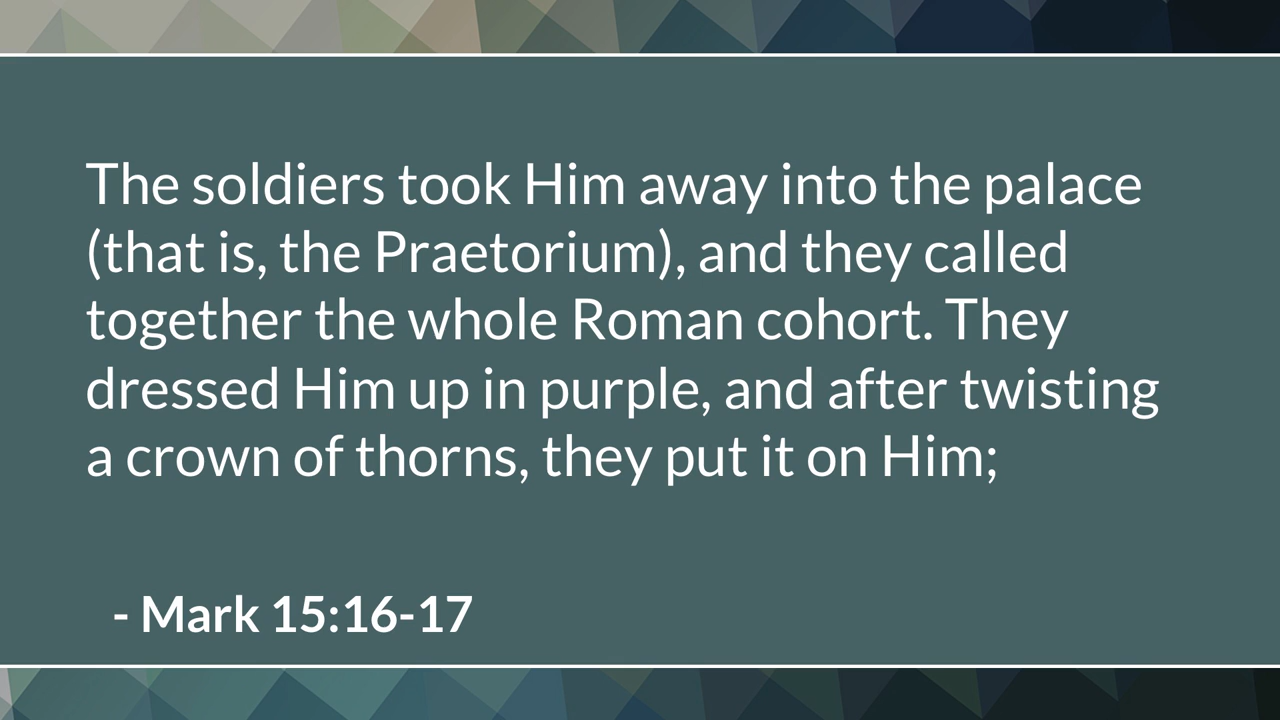 The soldiers took Him away into the palace
(that is, the Praetorium), and they called
together the whole Roman cohort. They
dressed Him up in purple, and after twisting
a crown of thorns, they put it on Him;
- Mark 15:16-17